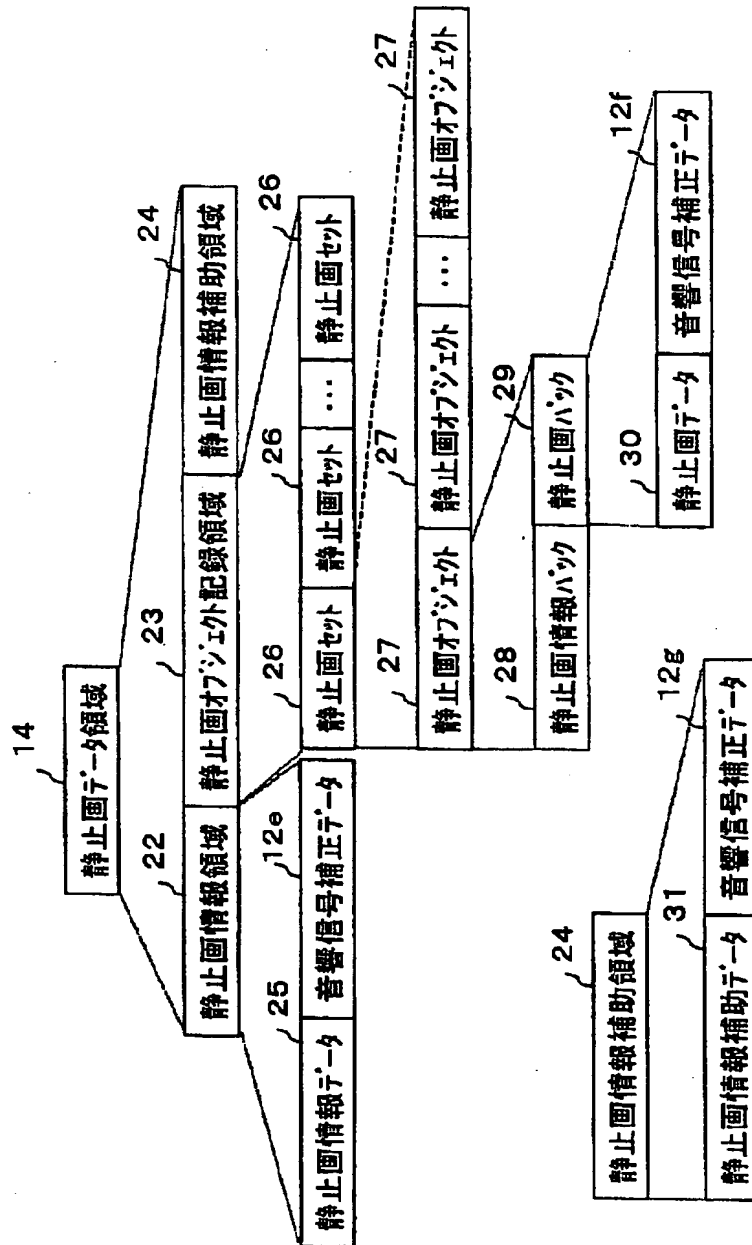 14
静止画データ領域
22
23
24
静止画情報領域
静止画オブジェクト記録領域
静止画情報補助領域
25
12e
26
26
26
静止画情報データ
音響信号補正データ
静止画セット
静止画セット
...
静止画セット
27
27
27
静止画オブジェクト
静止画オブジェクト
...
静止画オブジェクト
28
29
静止画情報パック
静止画パック
30
12f
静止画データ
音響信号補正データ
24
静止画情報補助領域
31
12g
静止画情報補助データ
音響信号補正データ